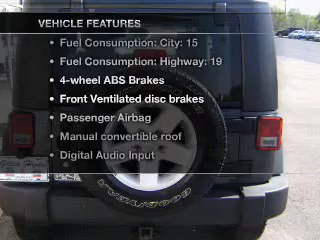 VEHICLE FEATURES
• Fuel Consumption: City: 15
• Fuel Consumption: Highway: 19
• 4-wheel ABS Brakes
• Front Ventilated disc brakes
• Passenger Airbag
• Manual convertible roof
• Digital Audio Input
GOODYEAR